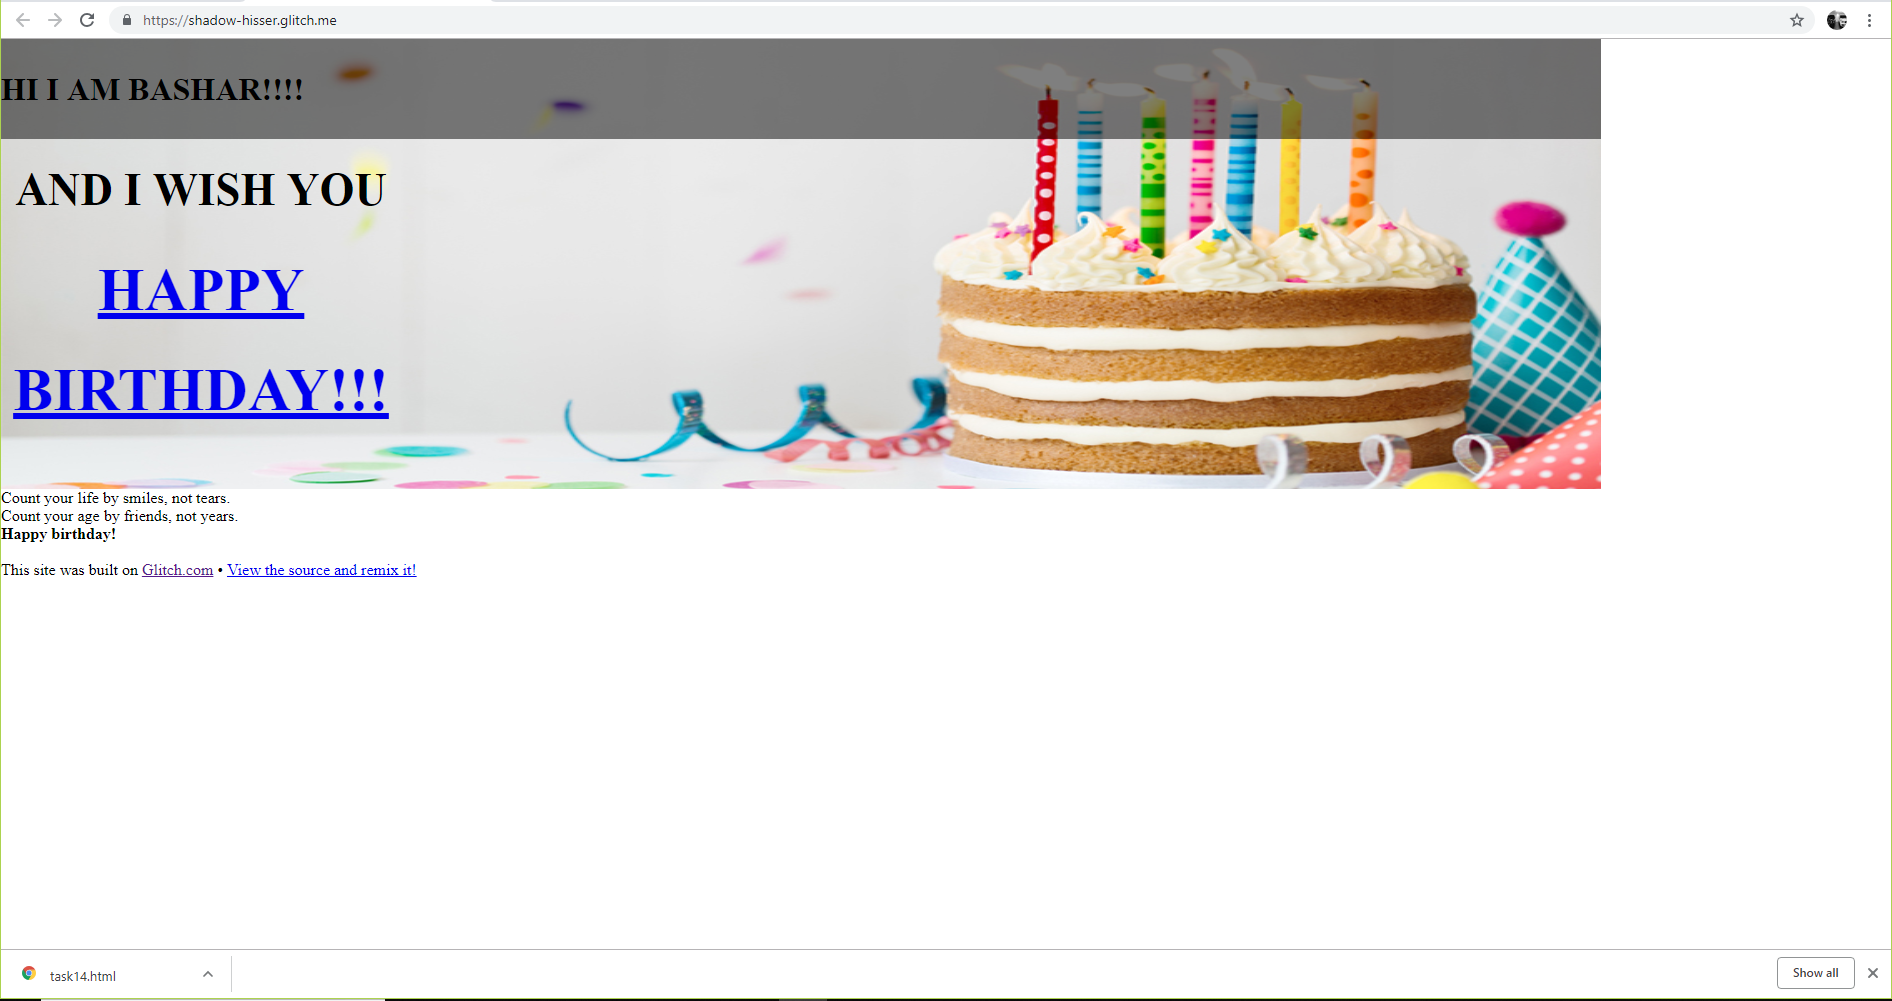 https://shadow-hisser.glitch.me
HI I AM BASHAR!!!!
AND I WISH YOU
HAPPY
BIRTHDAY!!!
Count your life by smiles, not tears.
Count your age by friends, not years.
Happy birthday!
This site was built on Glitch.com • View the source and remix it!
task14.html
Show all